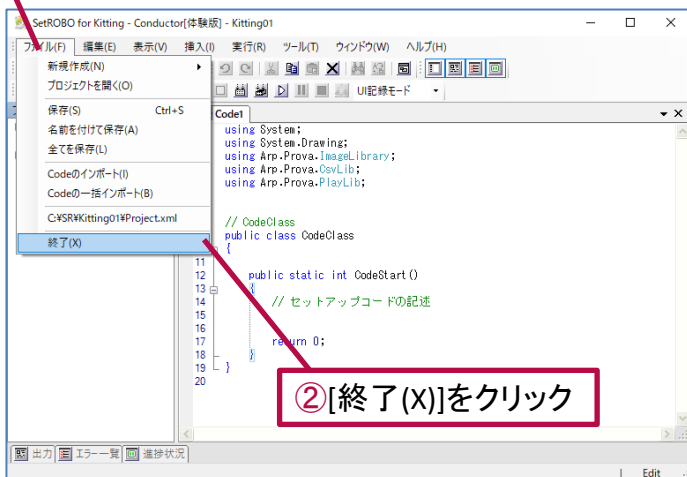 SetROBO for Kitting - Conductor[体験版] - Kitting01
ファイル(F) 編集(E) 表示(V) 挿入(I) 実行(R) ツール(T) ウィンドウ(W) ヘルプ(H)
新規作成(N)
プロジェクトを開く(O)
保存(S) Ctrl+S
名前を付けて保存(A)
全てを保存(L)
Codeのインポート(I)
Codeの一括インポート(B)
C:¥SR¥Kitting01¥Project.xml
終了(X)
UI記録モード
Code1
using System;
using System.Drawing;
using Arp.Prova.ImageLibrary;
using Arp.Prova.CsvLib;
using Arp.Prova.PlayLib;
// CodeClass
public class CodeClass
{
11
12 public static int CodeStart()
13 {
14 // セットアップコードの記述
15
16
17 return 0;
18 }
19 }
20
②[終了(X)]をクリック
出力 エラー一覧 進捗状況
Edit